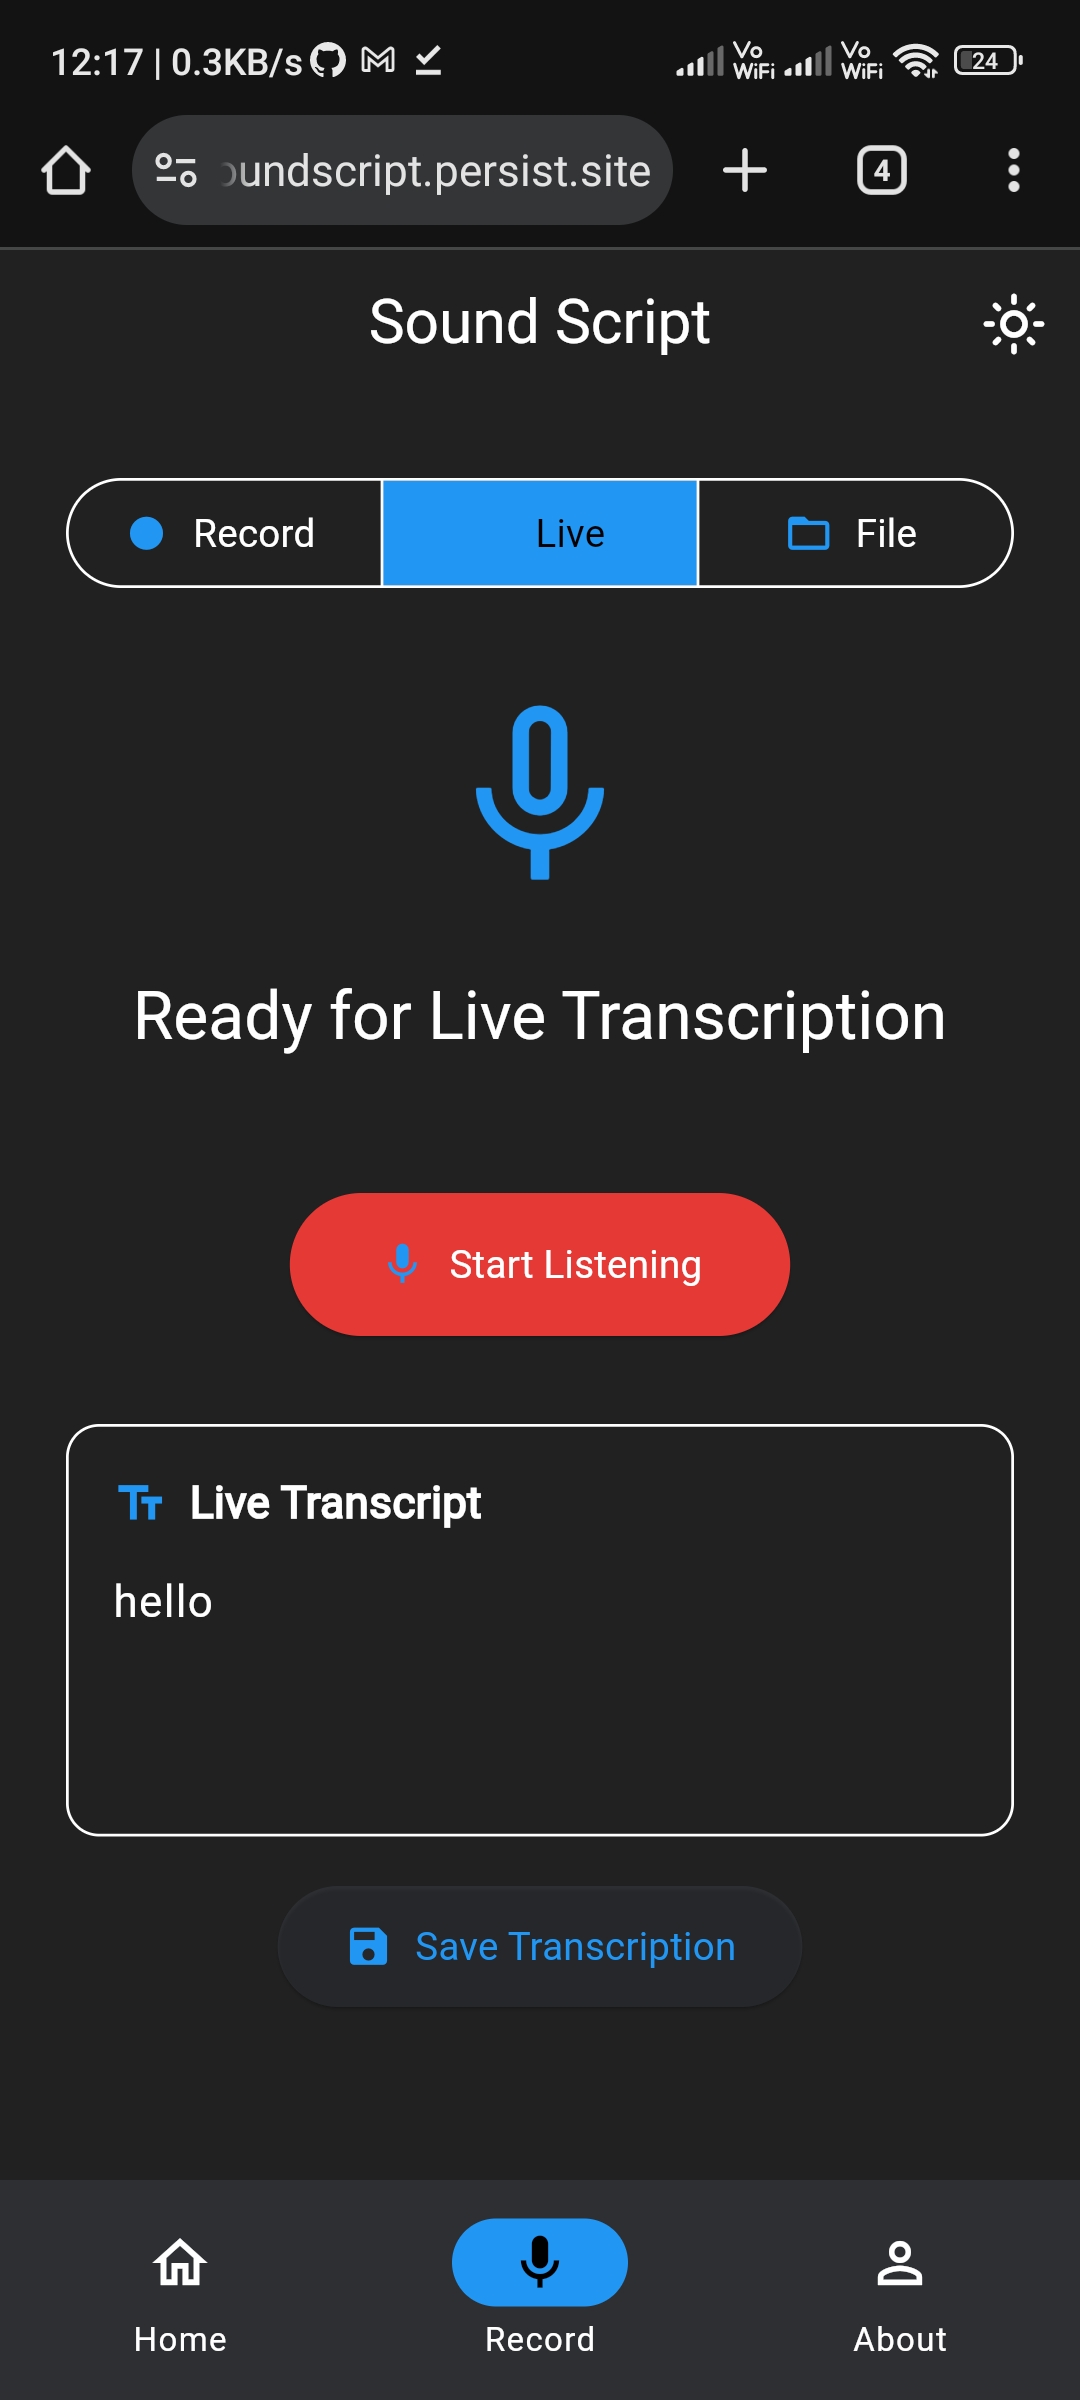 12:17 | 0.3KB/s Vo WiFi Vo WiFi 24
oundscript.persist.site 4
Sound Script
Record Live File
Ready for Live Transcription
Start Listening
Live Transcript
hello
Save Transcription
Home Record About